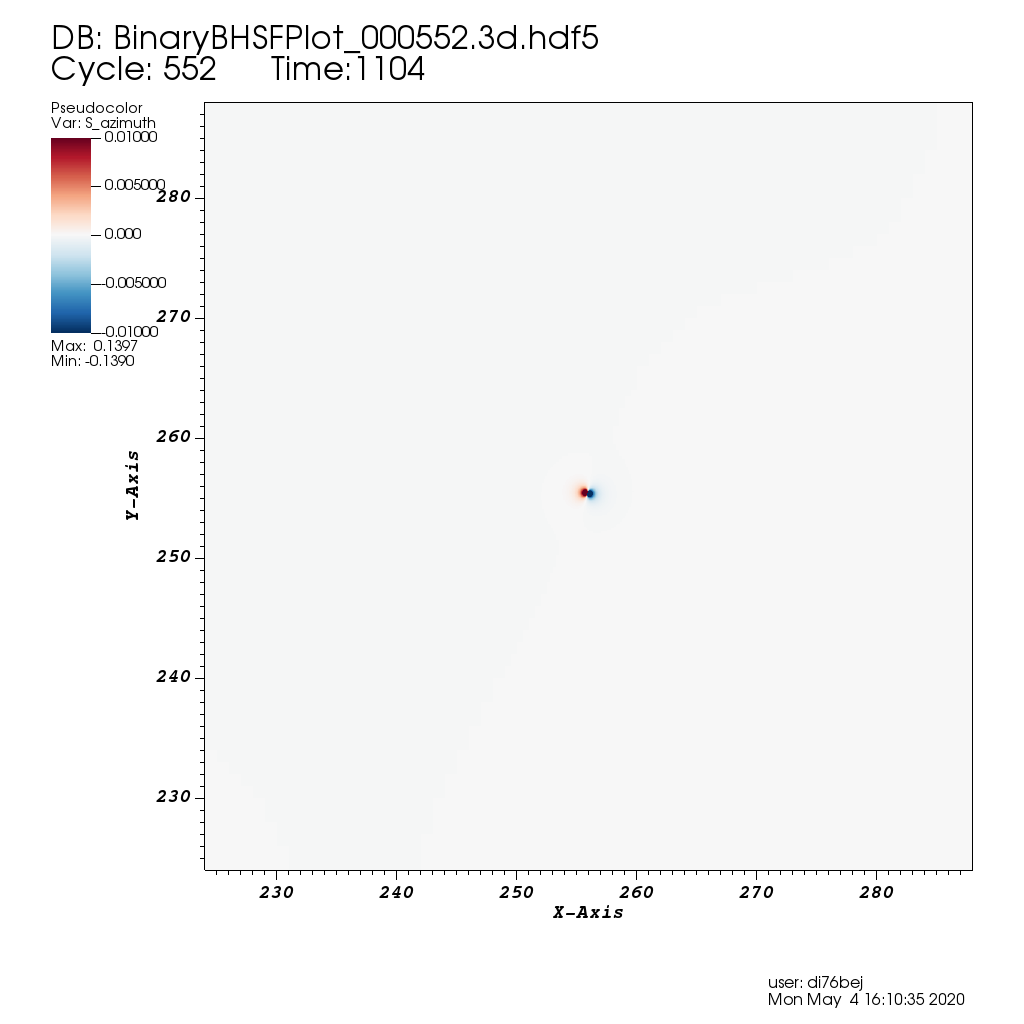 DB: BinaryBHSFPlot_000552.3d.hdf5
Cycle: 552 Time:1104
Pseudocolor
Var: S_azimuth
0.01000
0.005000
0.000
-0.005000
-0.01000
Max: 0.1397
Min: -0.1390
280
270
260
250
240
230
Y-Axis
230 240 250 260 270 280
X-Axis
user: di76bej
Mon May 4 16:10:35 2020